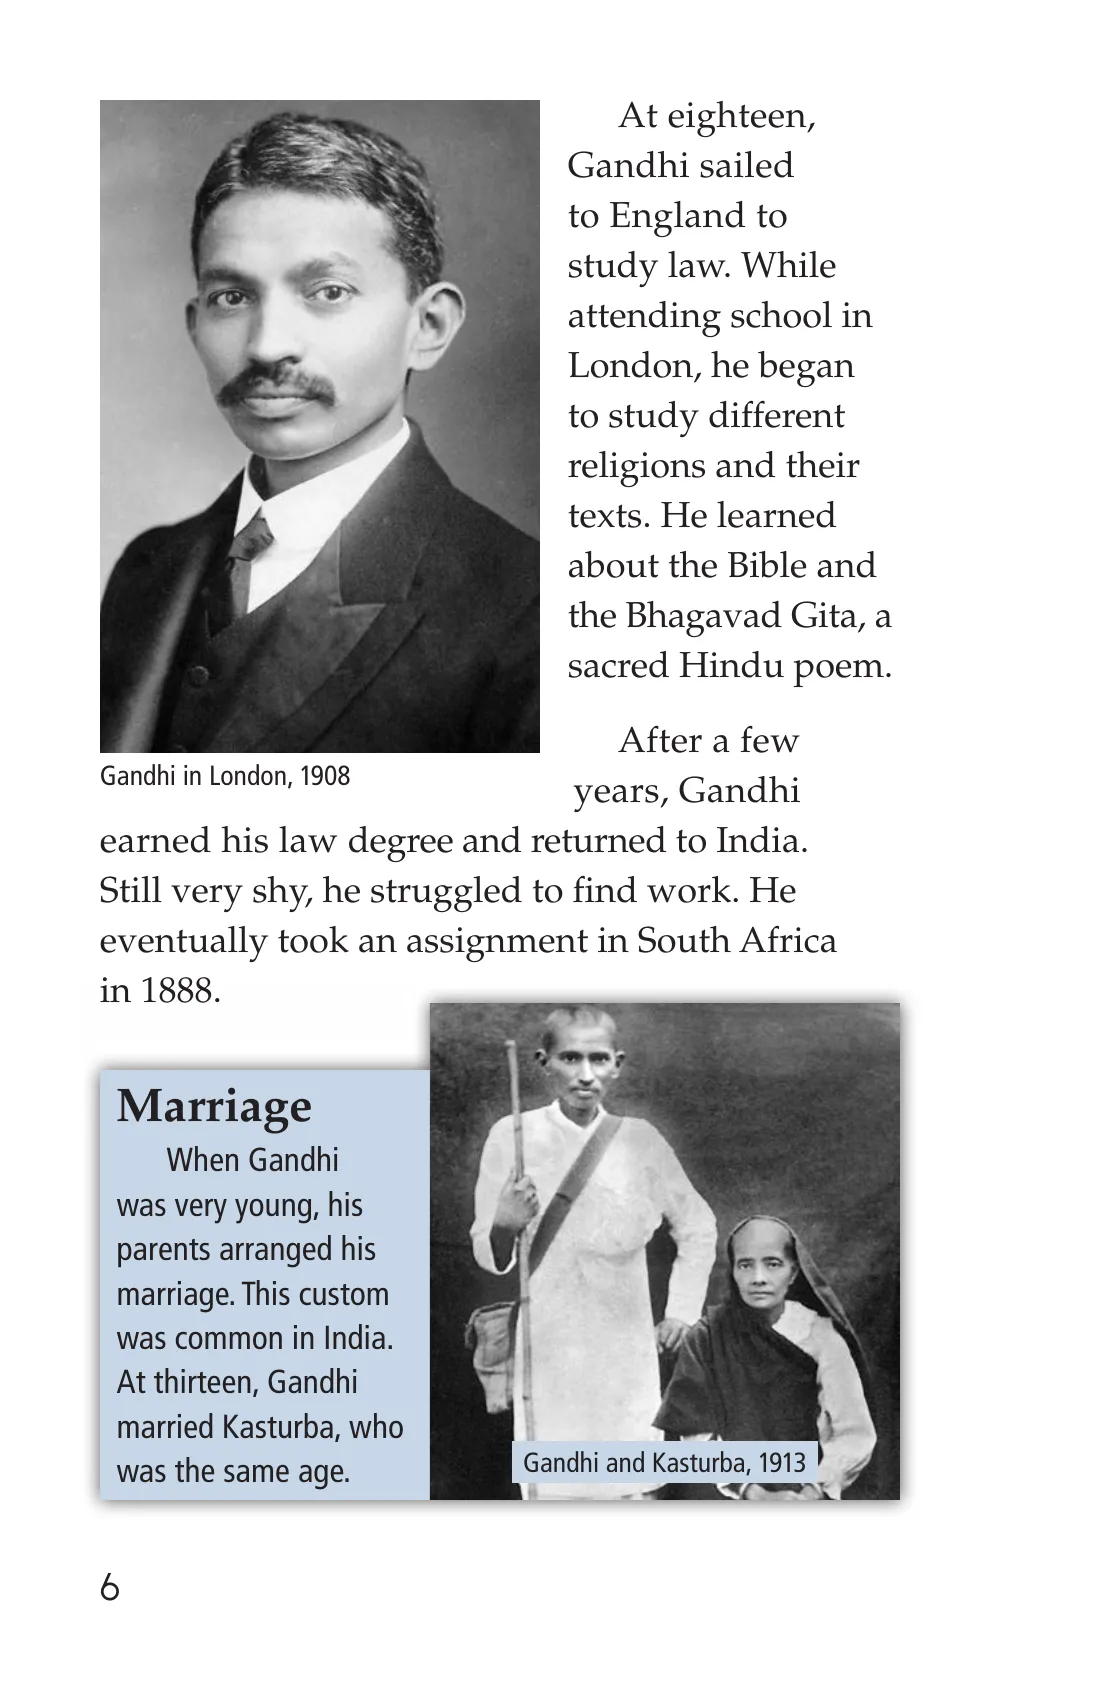 At eighteen,
Gandhi sailed
to England to
study law. While
attending school in
London, he began
to study different
religions and their
texts. He learned
about the Bible and
the Bhagavad Gita, a
sacred Hindu poem.
Gandhi in London, 1908
After a few
years, Gandhi
earned his law degree and returned to India.
Still very shy, he struggled to find work. He
eventually took an assignment in South Africa
in 1888.
Marriage
When Gandhi
was very young, his
parents arranged his
marriage. This custom
was common in India.
At thirteen, Gandhi
married Kasturba, who
was the same age.
Gandhi and Kasturba, 1913
6